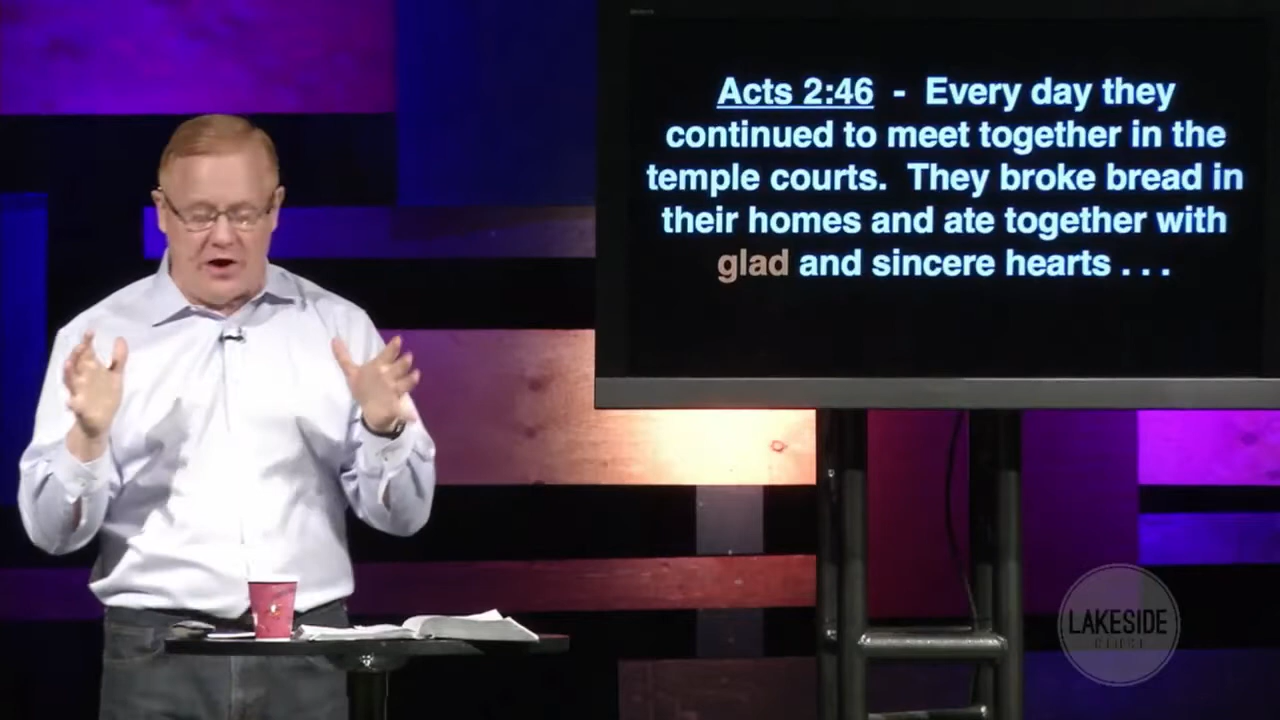 Acts 2:46 - Every day they
continued to meet together in the
temple courts. They broke bread in
their homes and ate together with
glad and sincere hearts . . .
LAKESIDE